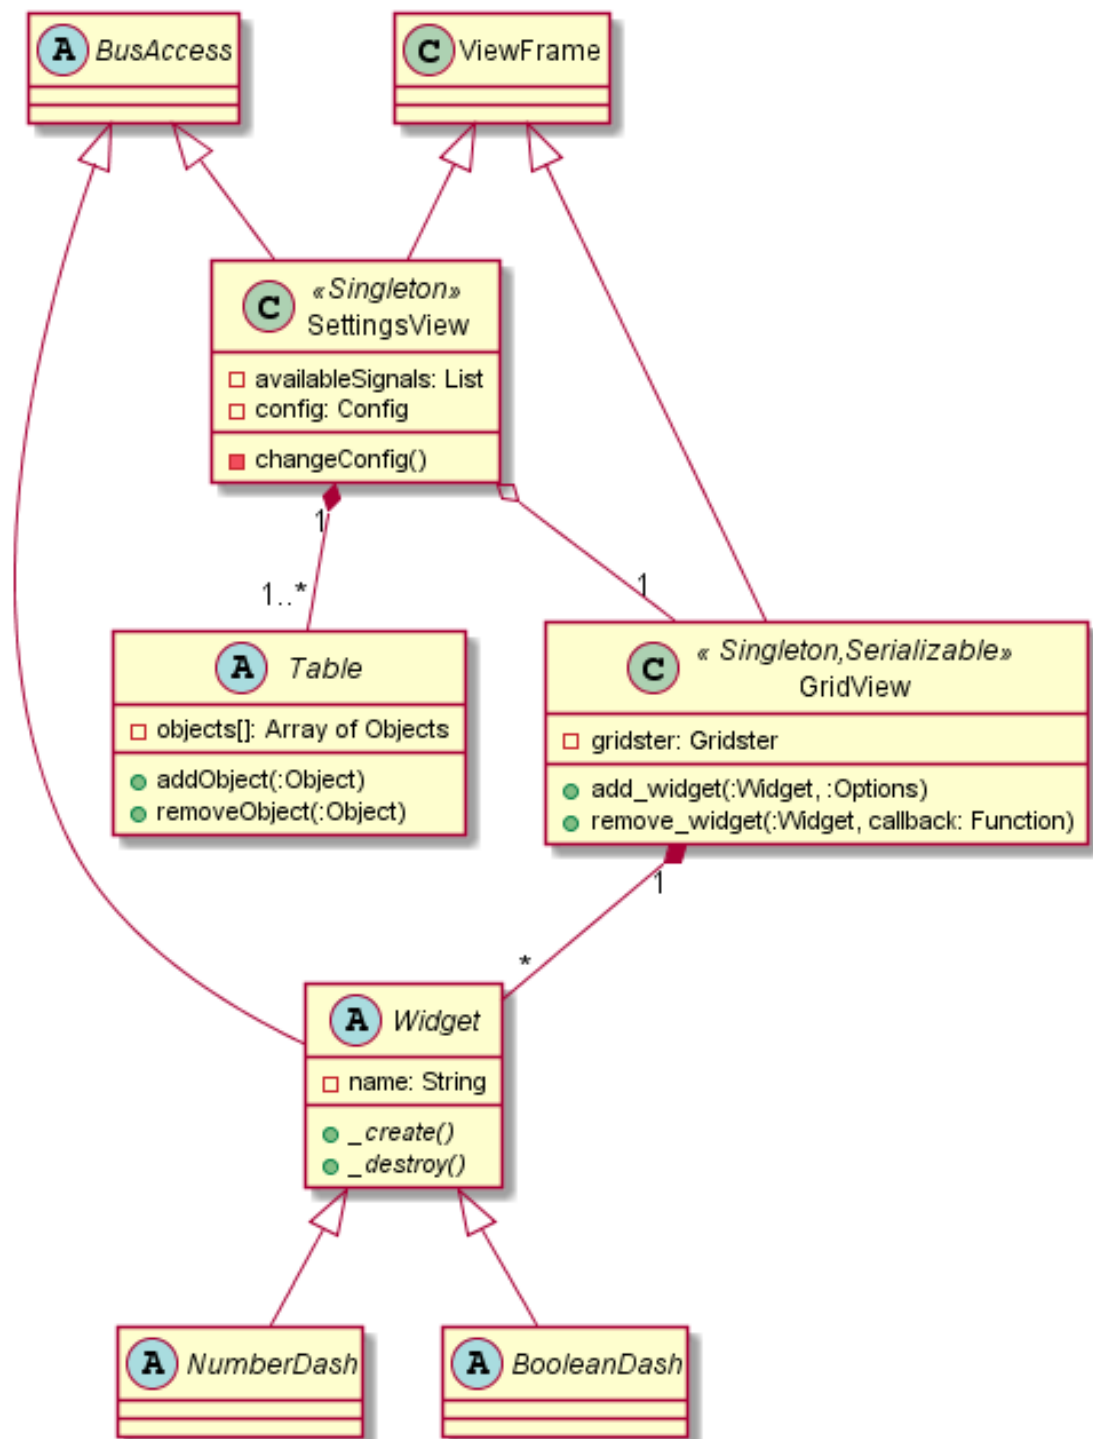 A BusAccess
C ViewFrame
«Singleton»
C SettingsView
availableSignals: List
config: Config
changeConfig()
1
1..*
1
A Table
objects[]: Array of Objects
addObject(:Object)
removeObject(:Object)
« Singleton,Serializable»
C GridView
gridster: Gridster
add_widget(:Widget, :Options)
remove_widget(:Widget, callback: Function)
1
*
A Widget
name: String
_create()
_destroy()
A NumberDash
A BooleanDash